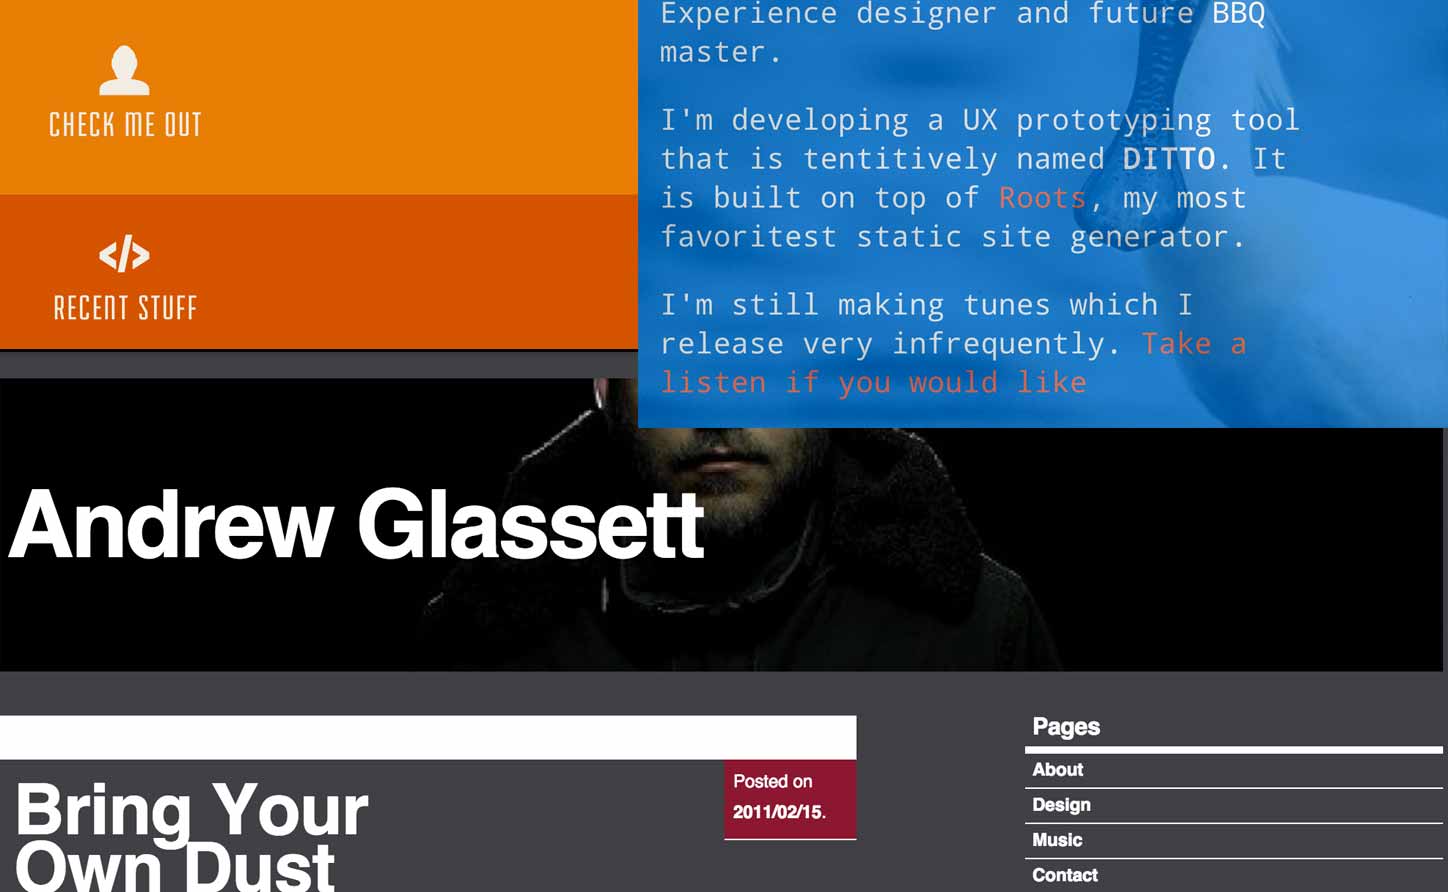 CHECK ME OUT
RECENT STUFF
Experience designer and future BBQ
master.
I'm developing a UX prototyping tool
that is tentitively named DITTO. It
is built on top of Roots, my most
favoritest static site generator.
I'm still making tunes which I
release very infrequently. Take a
listen if you would like
Andrew Glassett
Bring Your
Own Dust
Posted on
2011/02/15.
Pages
About
Design
Music
Contact